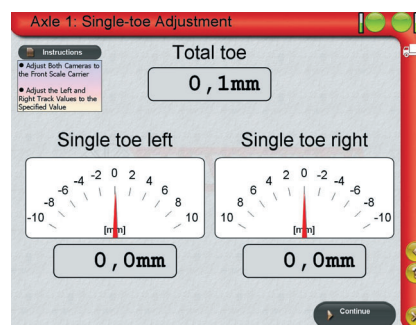 Axle 1: Single-toe Adjustment
Instructions
● Adjust Both Cameras to
the Front Scale Carrier
● Adjust the Left and
Right Track Values to the
Specified Value
Total toe
0,1mm
Single toe left
Single toe right
-10 -8 -6 -4 -2 0 2 4 6 8 10
[mm]
-10 -8 -6 -4 -2 0 2 4 6 8 10
[mm]
0,0mm
0,0mm
Continue